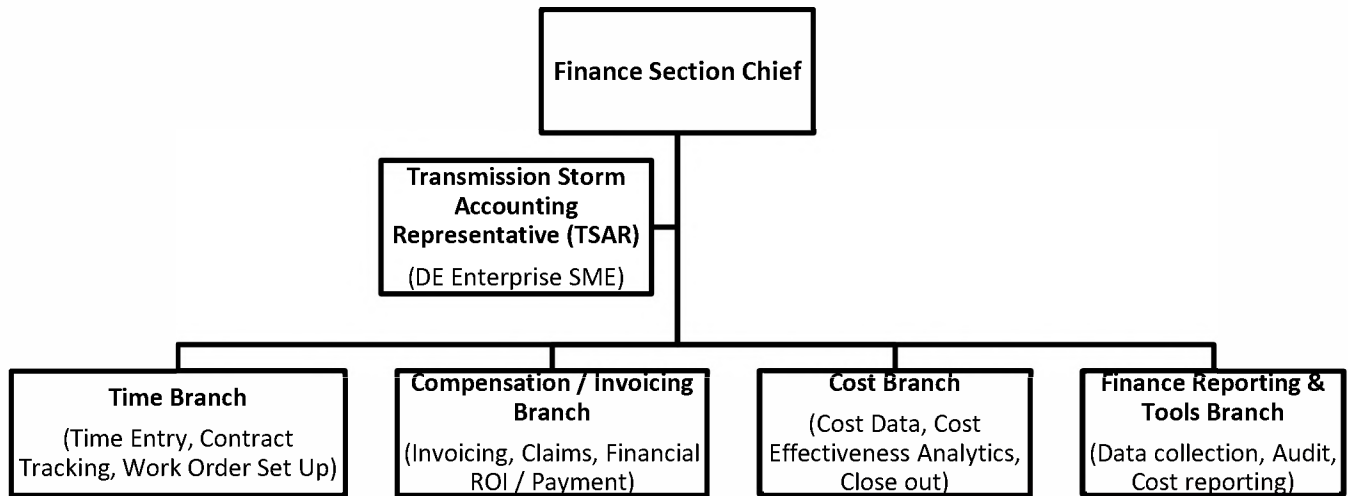 Finance Section Chief
Transmission Storm
Accounting
Representative (TSAR)
(DE Enterprise SME)
Time Branch
(Time Entry, Contract
Tracking, Work Order Set Up)
Compensation / Invoicing
Branch
(Invoicing, Claims, Financial
ROI / Payment)
Cost Branch
(Cost Data, Cost
Effectiveness Analytics,
Close out)
Finance Reporting &
Tools Branch
(Data collection, Audit,
Cost reporting)